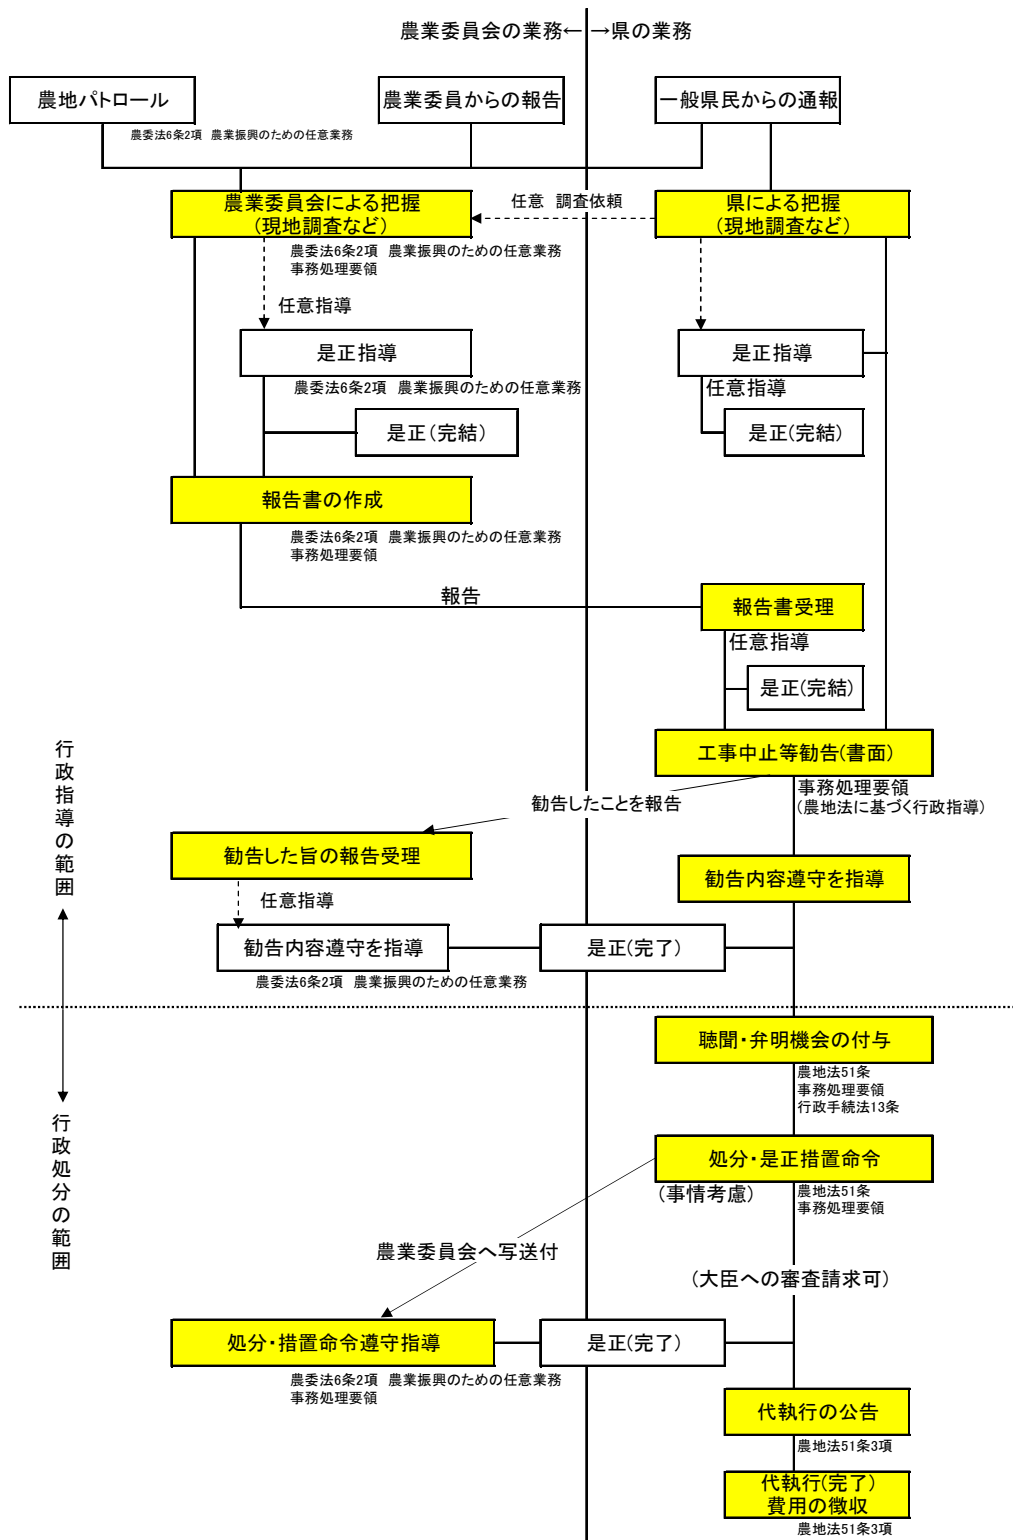 農業委員会の業務←
→県の業務
農地パトロール
農業委員からの報告
一般県民からの通報
農委法6条2項 農業振興のための任意業務
農業委員会による把握
(現地調査など)
任意 調査依頼
県による把握
(現地調査など)
農委法6条2項 農業振興のための任意業務
事務処理要領
任意指導
是正指導
是正指導
農委法6条2項 農業振興のための任意業務
任意指導
是正(完結)
是正(完結)
報告書の作成
農委法6条2項 農業振興のための任意業務
事務処理要領
報告
報告書受理
任意指導
是正(完結)
工事中止等勧告(書面)
事務処理要領
(農地法に基づく行政指導)
勧告したことを報告
勧告した旨の報告受理
勧告内容遵守を指導
任意指導
勧告内容遵守を指導
是正(完了)
農委法6条2項 農業振興のための任意業務
行政指導の範囲
行政処分の範囲
聴聞・弁明機会の付与
農地法51条
事務処理要領
行政手続法13条
処分・是正措置命令
(事情考慮)
農地法51条
事務処理要領
農業委員会へ写送付
(大臣への審査請求可)
処分・措置命令遵守指導
是正(完了)
農委法6条2項 農業振興のための任意業務
事務処理要領
代執行の公告
農地法51条3項
代執行(完了)
費用の徴収
農地法51条3項